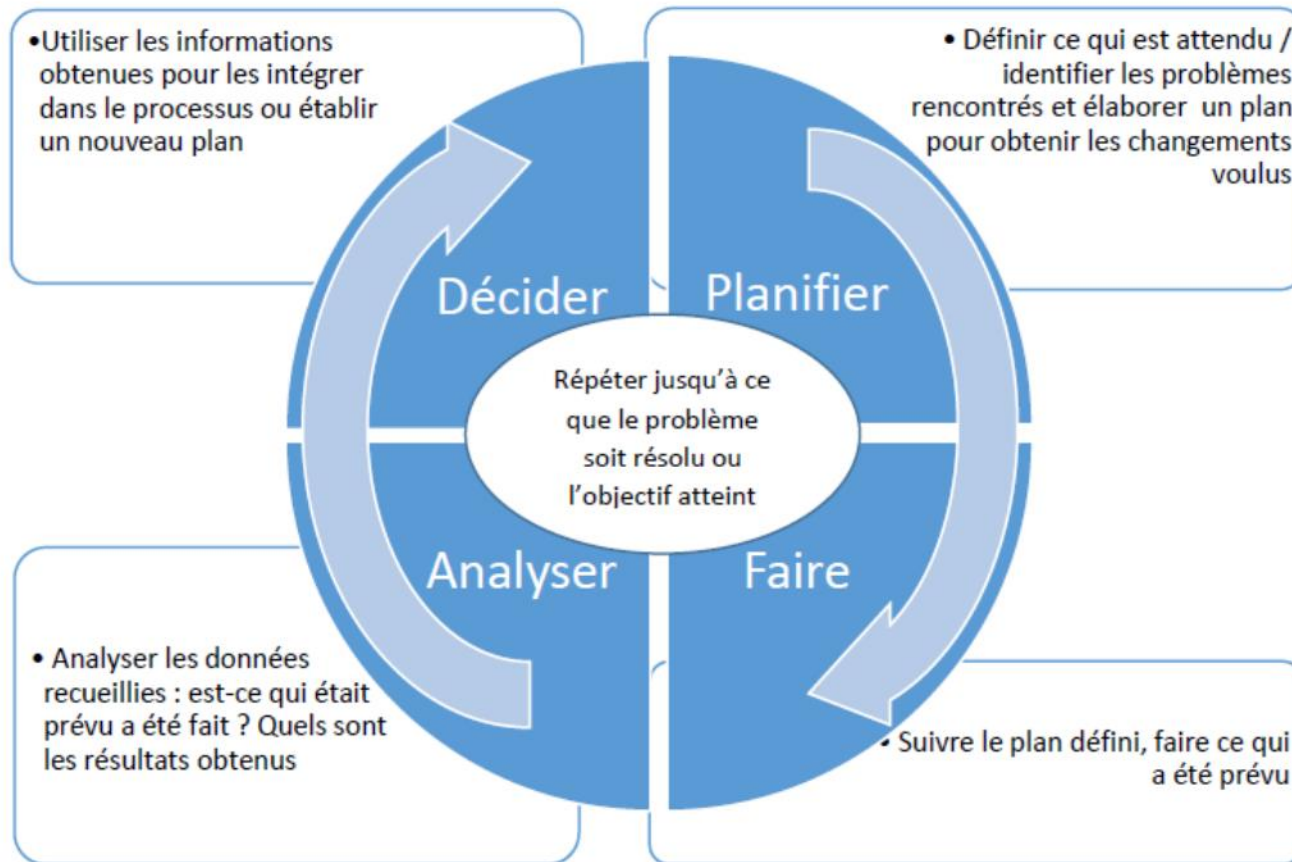 •Utiliser les informations
obtenues pour les intégrer
dans le processus ou établir
un nouveau plan
• Définir ce qui est attendu /
identifier les problèmes
rencontrés et élaborer un plan
pour obtenir les changements
voulus
Décider
Planifier
Répéter jusqu’à ce
que le problème
soit résolu ou
l’objectif atteint
Analyser
Faire
• Analyser les données
recueillies : est-ce qui était
prévu a été fait ? Quels sont
les résultats obtenus
• Suivre le plan défini, faire ce qui
a été prévu